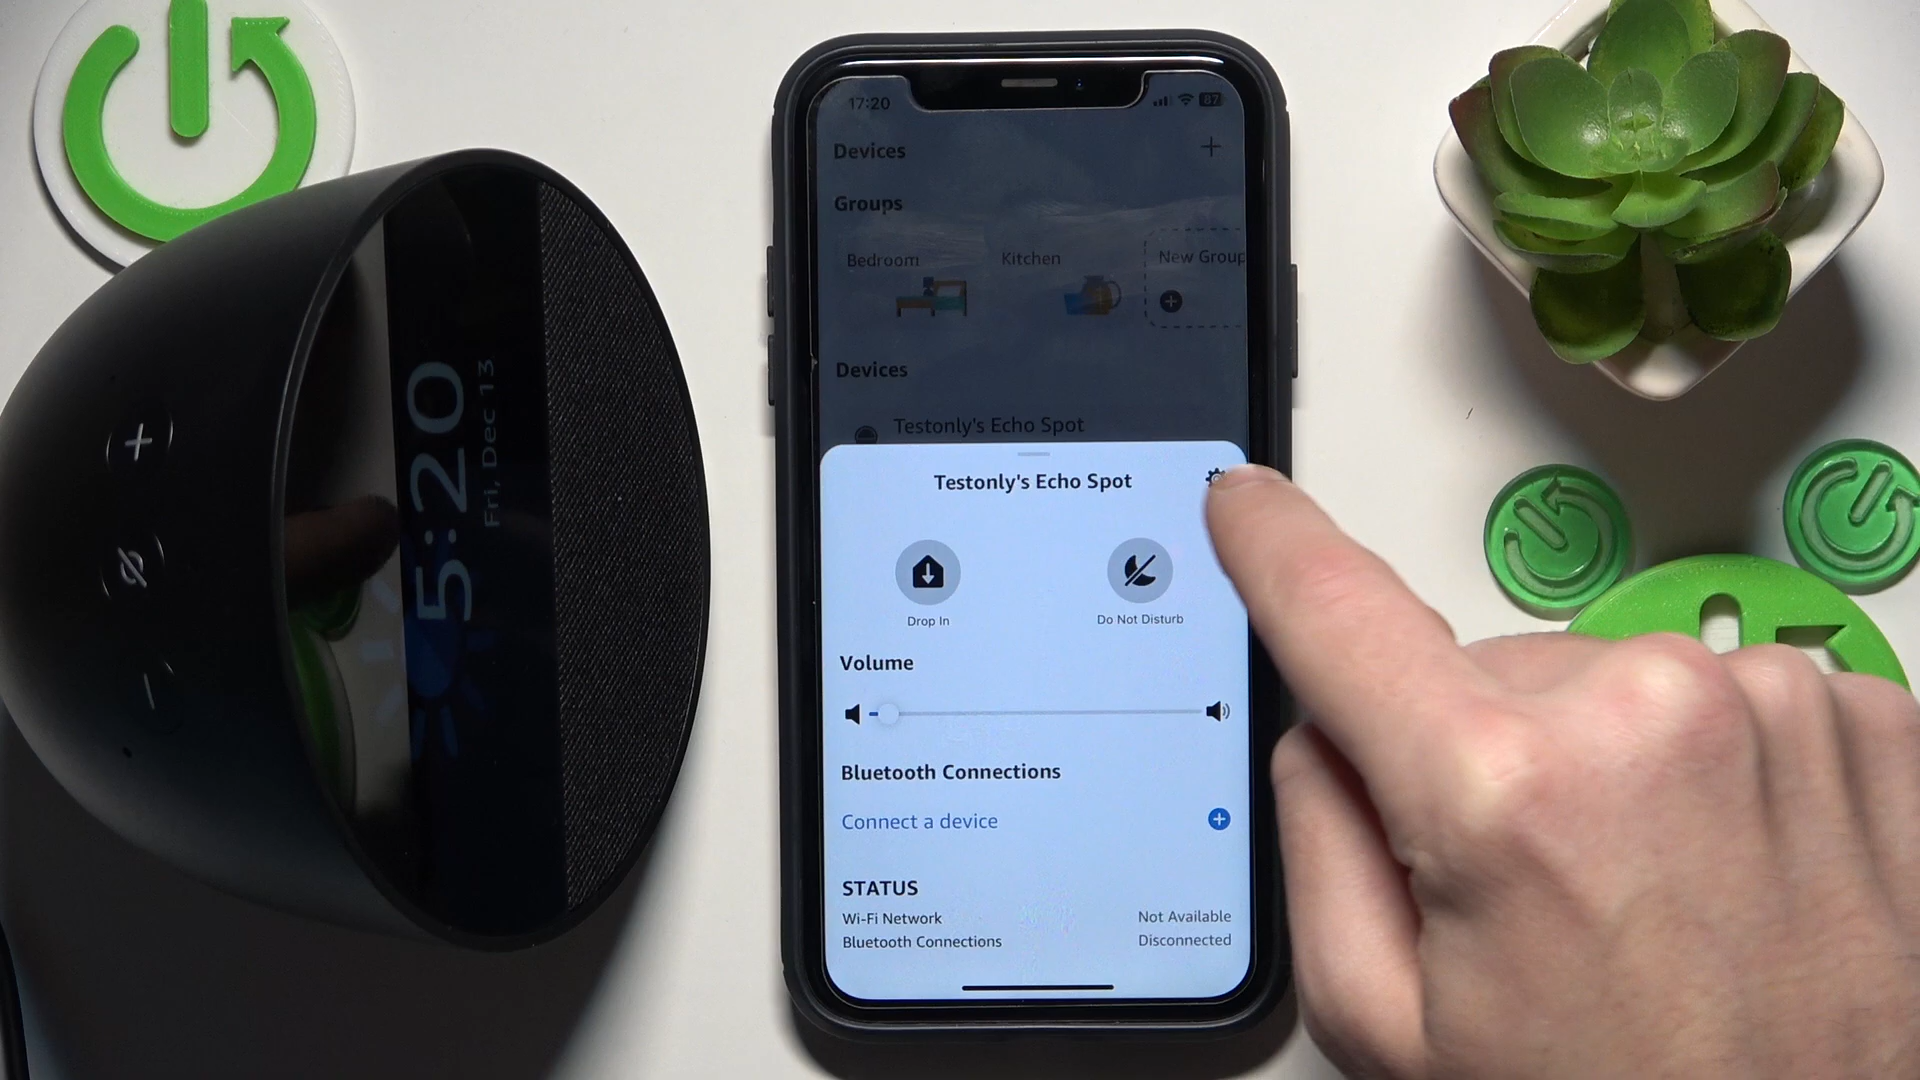 5:20
Fri, Dec 13
17:20
87
Devices
Groups
Bedroom
Kitchen
New Group
Devices
Testonly's Echo Spot
Testonly's Echo Spot
Drop In
Do Not Disturb
Volume
Bluetooth Connections
Connect a device
STATUS
Wi-Fi Network Not Available
Bluetooth Connections Disconnected